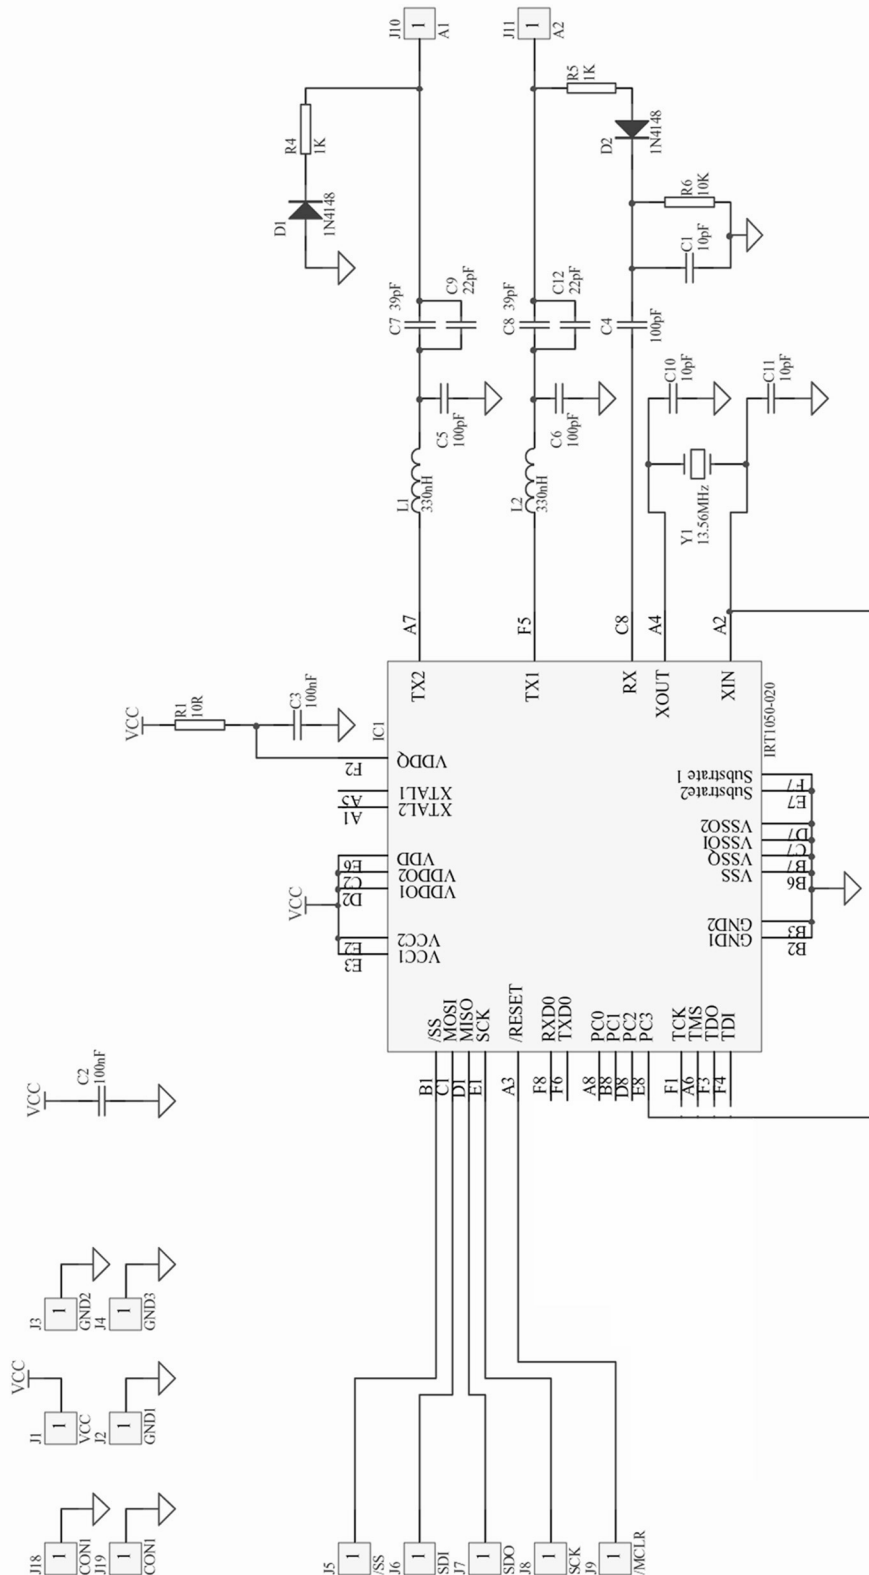 J10
1
A1
J11
1
A2
R4
1K
D1
1N4148
R5
1K
D2
1N4148
R6
10K
C1
10pF
C7
39pF
C9
22pF
C8
39pF
C12
22pF
C4
100pF
C5
100pF
C6
100pF
C10
10pF
C11
10pF
L1
330nH
L2
330nH
Y1
13.56MHz
A7
F5
C8
A4
A2
TX2
TX1
RX
XOUT
XIN
IC1
IRT1050-020
VCC
R1
10R
C3
100nF
F2
VDDQ
A5
XTAL1
A1
XTAL2
VCC
E6
VDD
C2
VDDO2
D2
VDDO1
E2
VCC2
E3
VCC1
Substrate 1
F7
Substrate2
E7
VSSO2
D7
VSSO1
C7
VSSQ
B7
VSS
B6
GND2
B3
GND1
B2
/SS
MOSI
MISO
SCK
/RESET
RXD0
TXD0
PC0
PC1
PC2
PC3
TCK
TMS
TDO
TDI
B1
C1
D1
E1
A3
F8
F6
A8
B8
D8
E8
F1
A6
F3
F4
VCC
C2
100nF
J3
1
GND2
J4
1
GND3
VCC
J1
1
VCC
J2
1
GND1
J18
1
CON1
J19
1
CON1
J5
1
/SS
J6
1
SDI
J7
1
SDO
J8
1
SCK
J9
1
/MCLR